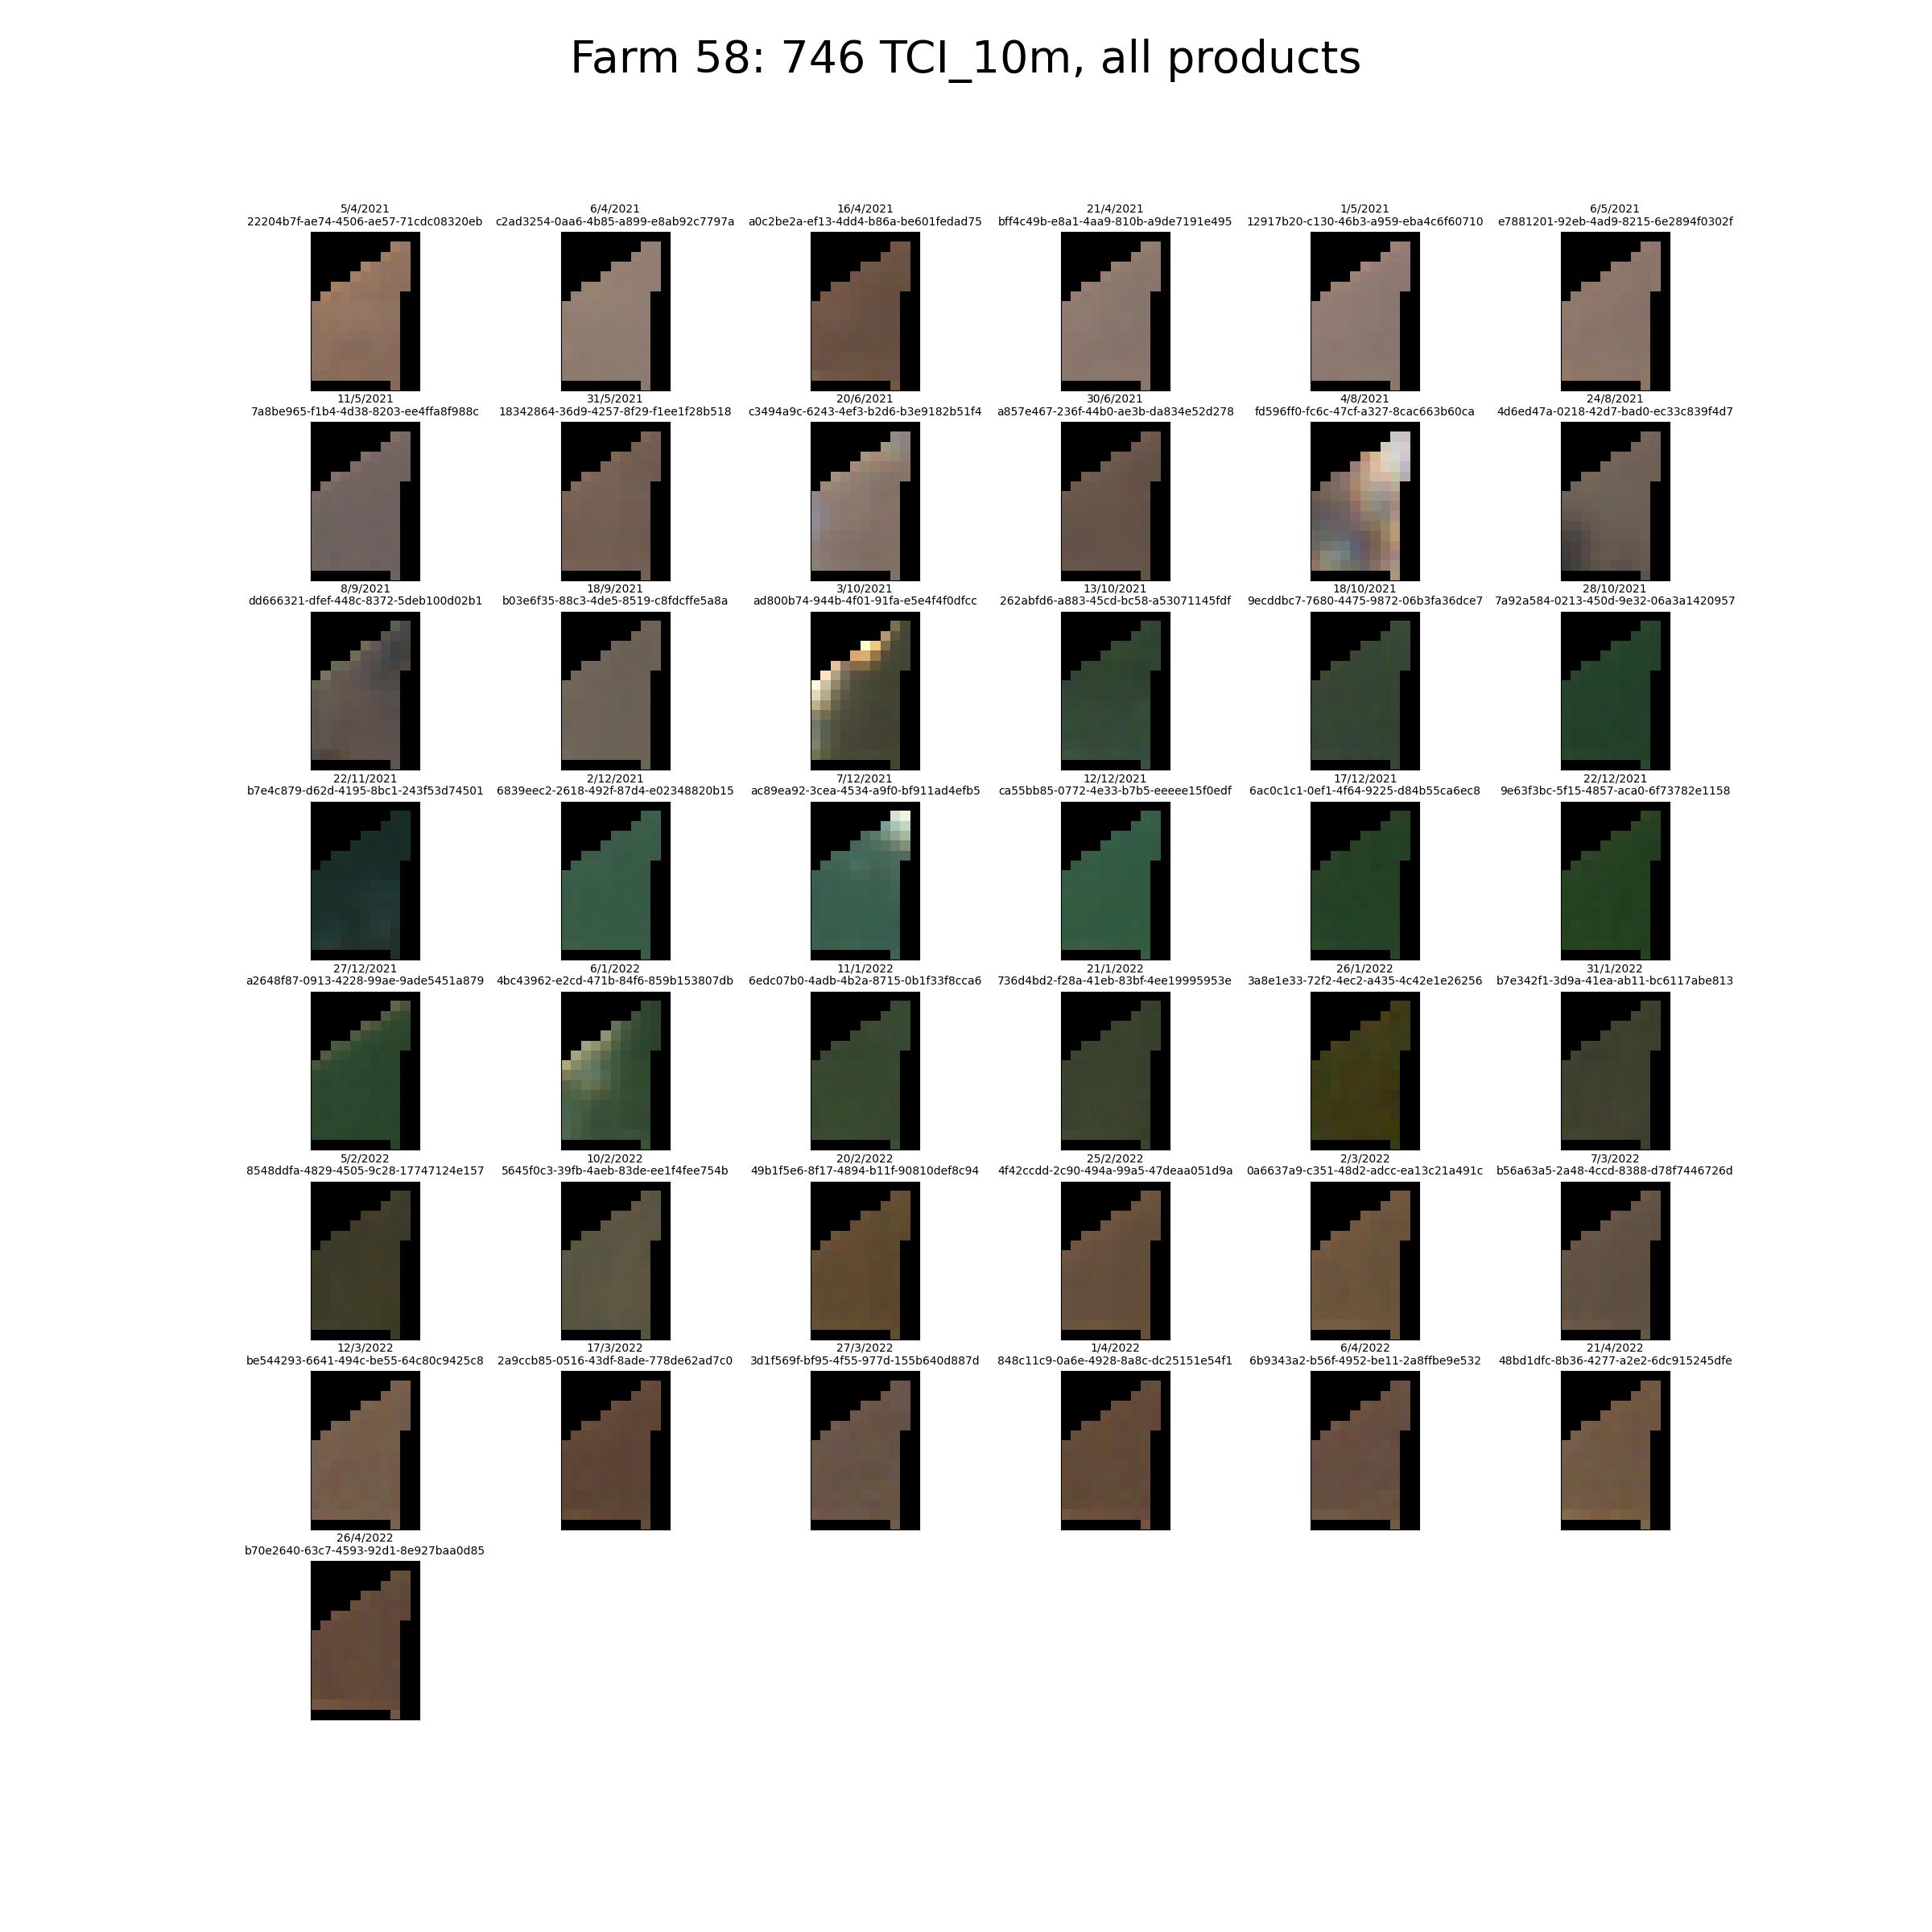 Farm 58: 746 TCI_10m, all products
5/4/2021 6/4/2021 16/4/2021 21/4/2021 1/5/2021 6/5/2021
22204b7f-ae74-4506-ae57-71cdc08320eb c2ad3254-0aa6-4b85-a899-e8ab92c7797a a0c2be2a-ef13-4dd4-b86a-be601fedad75 bff4c49b-e8a1-4aa9-810b-a9de7191e495 12917b20-c130-46b3-a959-eba4c6f60710 e7881201-92eb-4ad9-8215-6e2894f0302f
11/5/2021 31/5/2021 20/6/2021 30/6/2021 4/8/2021 24/8/2021
7a8be965-f1b4-4d38-8203-ee4ffa8f988c 18342864-36d9-4257-8f29-f1ee1f28b518 c3494a9c-6243-4ef3-b2d6-b3e9182b51f4 a857e467-236f-44b0-ae3b-da834e52d278 fd596ff0-fc6c-47cf-a327-8cac663b60ca 4d6ed47a-0218-42d7-bad0-ec33c839f4d7
8/9/2021 18/9/2021 3/10/2021 13/10/2021 18/10/2021 28/10/2021
dd666321-dfef-448c-8372-5deb100d02b1 b03e6f35-88c3-4de5-8519-c8fdcffe5a8a ad800b74-944b-4f01-91fa-e5e4f4f0dfcc 262abfd6-a883-45cd-bc58-a53071145fdf 9ecddbc7-7680-4475-9872-06b3fa36dce7 7a92a584-0213-450d-9e32-06a3a1420957
22/11/2021 2/12/2021 7/12/2021 12/12/2021 17/12/2021 22/12/2021
b7e4c879-d62d-4195-8bc1-243f53d74501 6839eec2-2618-492f-87d4-e02348820b15 ac89ea92-3cea-4534-a9f0-bf911ad4efb5 ca55bb85-0772-4e33-b7b5-eeeee15f0edf 6ac0c1c1-0ef1-4f64-9225-d84b55ca6ec8 9e63f3bc-5f15-4857-aca0-6f73782e1158
27/12/2021 6/1/2022 11/1/2022 21/1/2022 26/1/2022 31/1/2022
a2648f87-0913-4228-99ae-9ade5451a879 4bc43962-e2cd-471b-84f6-859b153807db 6edc07b0-4adb-4b2a-8715-0b1f33f8cca6 736d4bd2-f28a-41eb-83bf-4ee19995953e 3a8e1e33-72f2-4ec2-a435-4c42e1e26256 b7e342f1-3d9a-41ea-ab11-bc6117abe813
5/2/2022 10/2/2022 20/2/2022 25/2/2022 2/3/2022 7/3/2022
8548ddfa-4829-4505-9c28-17747124e157 5645f0c3-39fb-4aeb-83de-ee1f4fee754b 49b1f5e6-8f17-4894-b11f-90810def8c94 4f42ccdd-2c90-494a-99a5-47deaa051d9a 0a6637a9-c351-48d2-adcc-ea13c21a491c b56a63a5-2a48-4ccd-8388-d78f7446726d
12/3/2022 17/3/2022 27/3/2022 1/4/2022 6/4/2022 21/4/2022
be544293-6641-494c-be55-64c80c9425c8 2a9ccb85-0516-43df-8ade-778de62ad7c0 3d1f569f-bf95-4f55-977d-155b640d887d 848c11c9-0a6e-4928-8a8c-dc25151e54f1 6b9343a2-b56f-4952-be11-2a8ffbe9e532 48bd1dfc-8b36-4277-a2e2-6dc915245dfe
26/4/2022
b70e2640-63c7-4593-92d1-8e927baa0d85